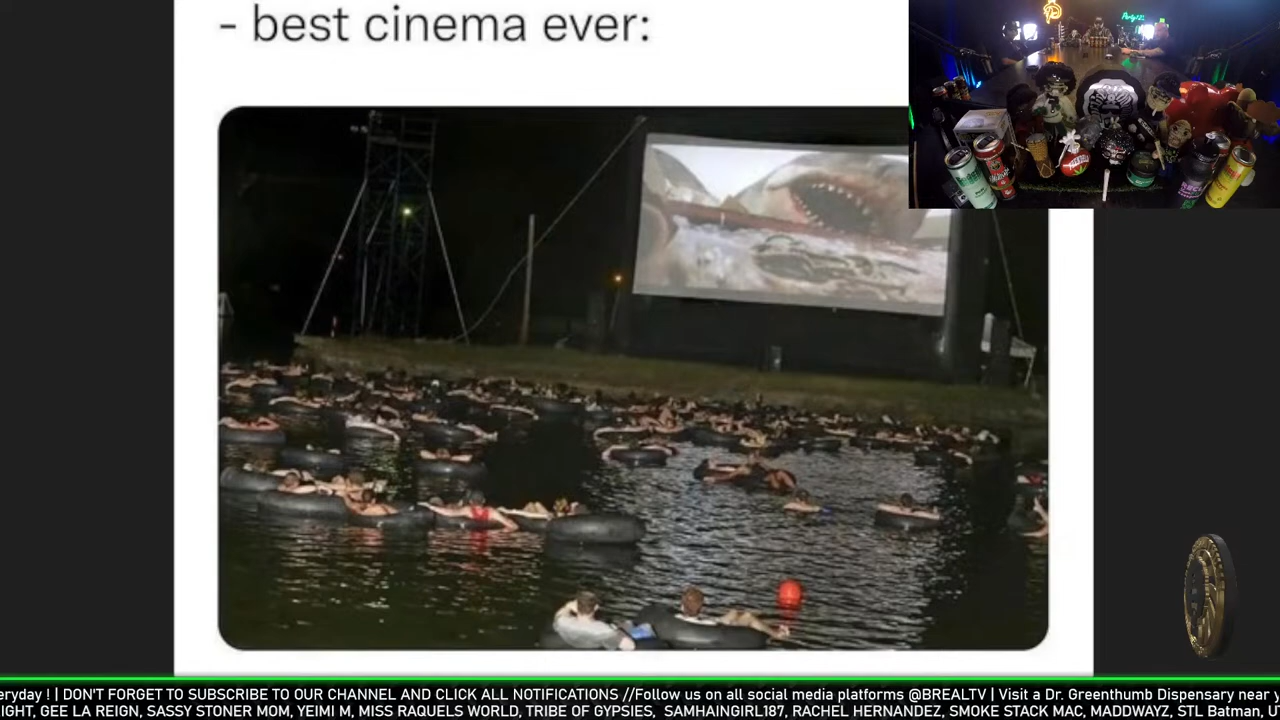 - best cinema ever:
eryday ! | DON'T FORGET TO SUBSCRIBE TO OUR CHANNEL AND CLICK ALL NOTIFICATIONS //Follow us on all social media platforms @BREALTV | Visit a Dr. Greenthumb Dispensary near y
IGHT, GEE LA REIGN, SASSY STONER MOM, YEIMI M, MISS RAQUELS WORLD, TRIBE OF GYPSIES, SAMHAINGIRL187, RACHEL HERNANDEZ, SMOKE STACK MAC, MADDWAYZ, STL Batman, U